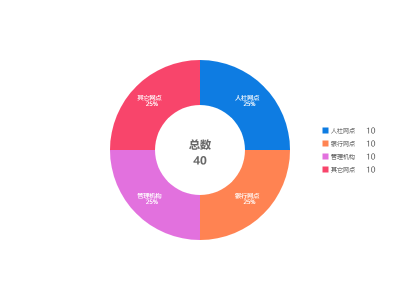 其它网点
25%
人社网点
25%
总数
40
管理机构
25%
银行网点
25%
人社网点 10
银行网点 10
管理机构 10
其它网点 10